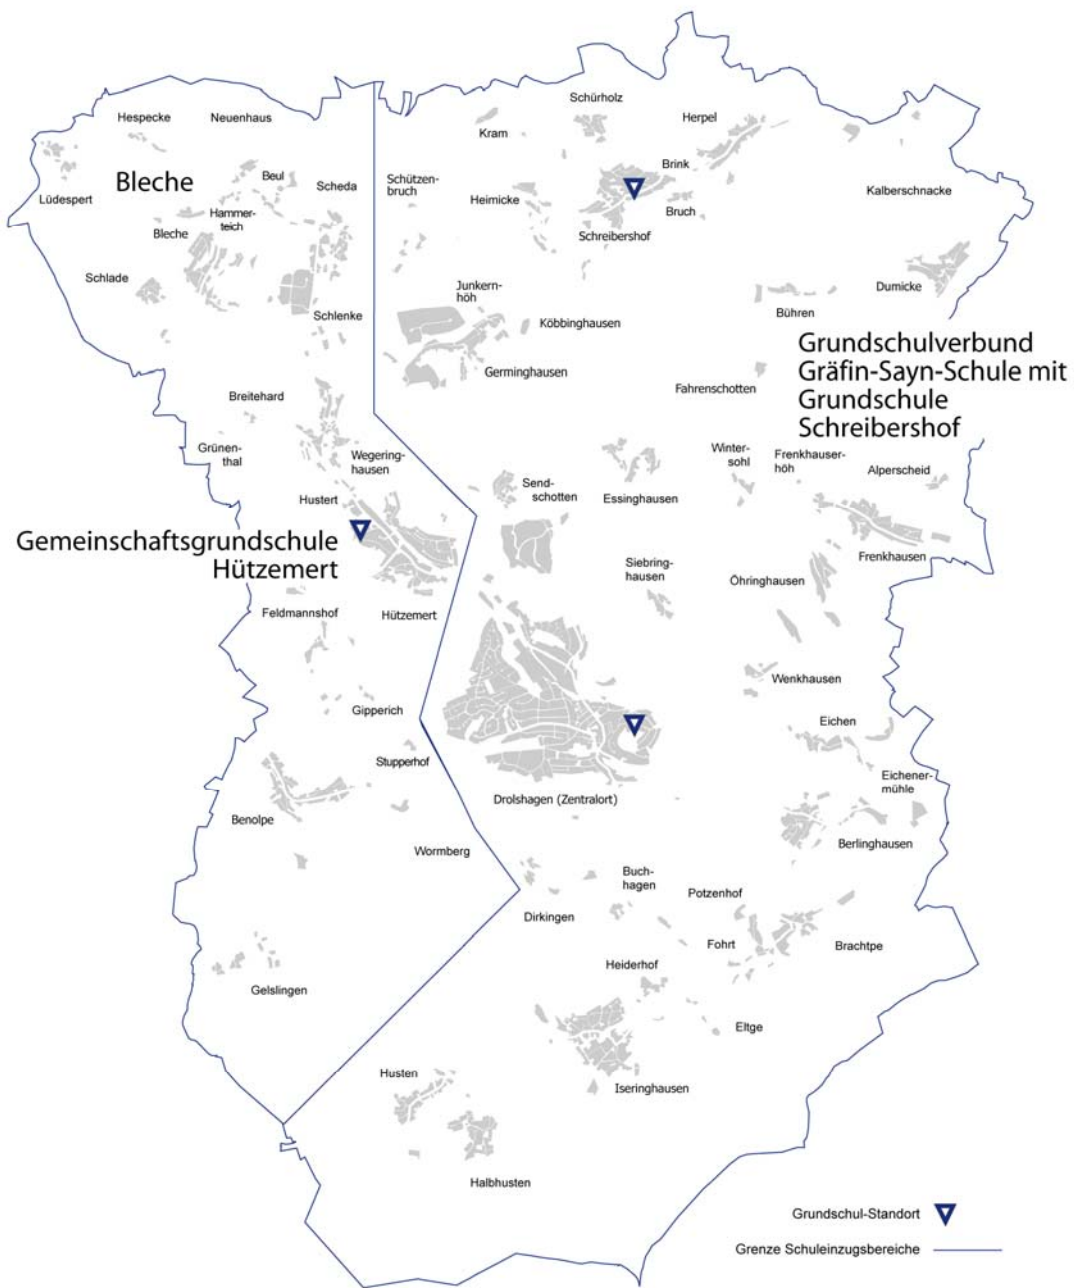 Schürholz
Hespecke
Neuenhaus
Herpel
Kram
Brink
Bleche
Beul
Scheda
Schützen-
bruch
Kalberschnacke
Lüdespert
Heimicke
Bruch
Hammer-
teich
Bleche
Schreibershof
Schlade
Junkern-
höh
Dumicke
Schlenke
Bühren
Köbbinghausen
Grundschulverbund
Gräfin-Sayn-Schule mit
Grundschule
Schreibershof
Germinghausen
Fahrenschotten
Breitehard
Grünen-
thal
Wegering-
hausen
Winter-
sohl
Frenkhauser-
höh
Alperscheid
Send-
schotten
Essinghausen
Hustert
Gemeinschaftsgrundschule
Hützemert
Frenkhausen
Siebring-
hausen
Öhringhausen
Feldmannshof
Hützemert
Wenkhausen
Gipperich
Eichen
Stupperhof
Eichener-
mühle
Drolshagen (Zentralort)
Benolpe
Berlinghausen
Wormberg
Buch-
hagen
Potzenhof
Dirkingen
Fohrt
Brachtpe
Heiderhof
Gelslingen
Eltge
Husten
Iseringhausen
Halbhusten
Grundschul-Standort
Grenze Schuleinzugsbereiche